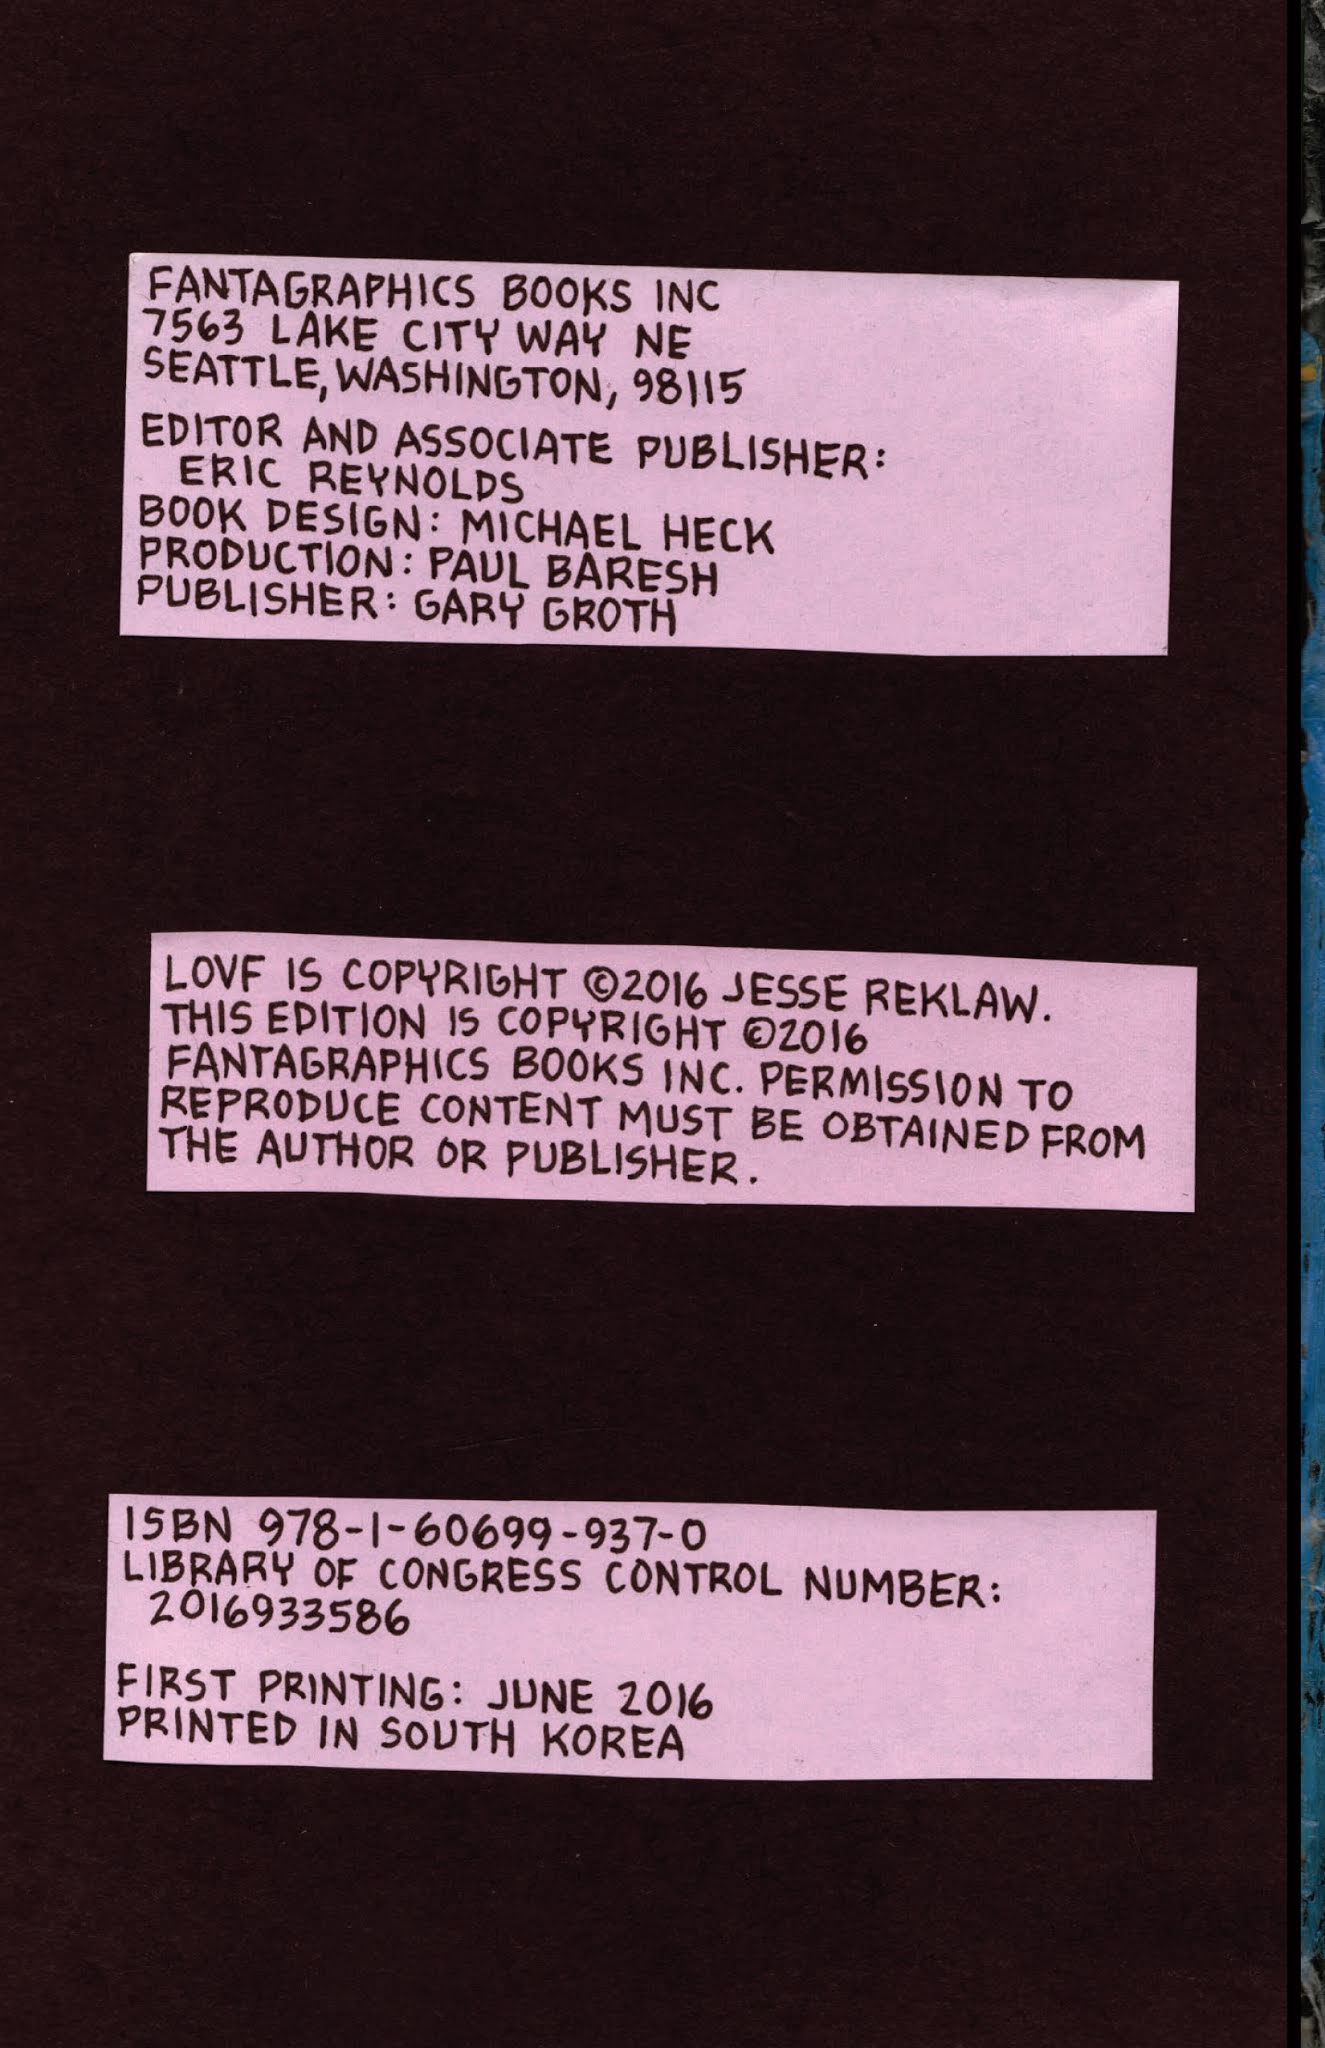 FANTAGRAPHICS BOOKS INC
7563 LAKE CITY WAY NE
SEATTLE, WASHINGTON, 98115
EDITOR AND ASSOCIATE PUBLISHER:
ERIC REYNOLDS
BOOK DESIGN: MICHAEL HECK
PRODUCTION: PAUL BARESH
PUBLISHER: GARY GROTH
LOVF IS COPYRIGHT ©2016 JESSE REKLAW.
THIS EDITION IS COPYRIGHT ©2016
FANTAGRAPHICS BOOKS INC. PERMISSION TO
REPRODUCE CONTENT MUST BE OBTAINED FROM
THE AUTHOR OR PUBLISHER.
ISBN 978-1-60699-937-0
LIBRARY OF CONGRESS CONTROL NUMBER:
2016933586
FIRST PRINTING: JUNE 2016
PRINTED IN SOUTH KOREA